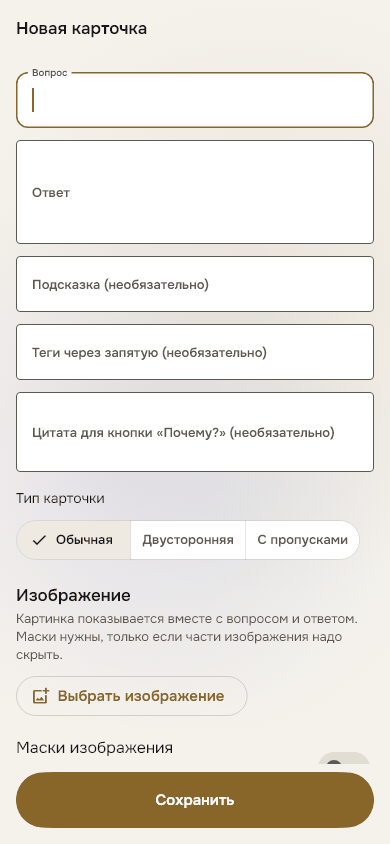 Новая карточка
Вопрос
Ответ
Подсказка (необязательно)
Теги через запятую (необязательно)
Цитата для кнопки «Почему?» (необязательно)
Тип карточки
Обычная
Двусторонняя
С пропусками
Изображение
Картинка показывается вместе с вопросом и ответом.
Маски нужны, только если части изображения надо
скрыть.
Выбрать изображение
Маски изображения
Сохранить